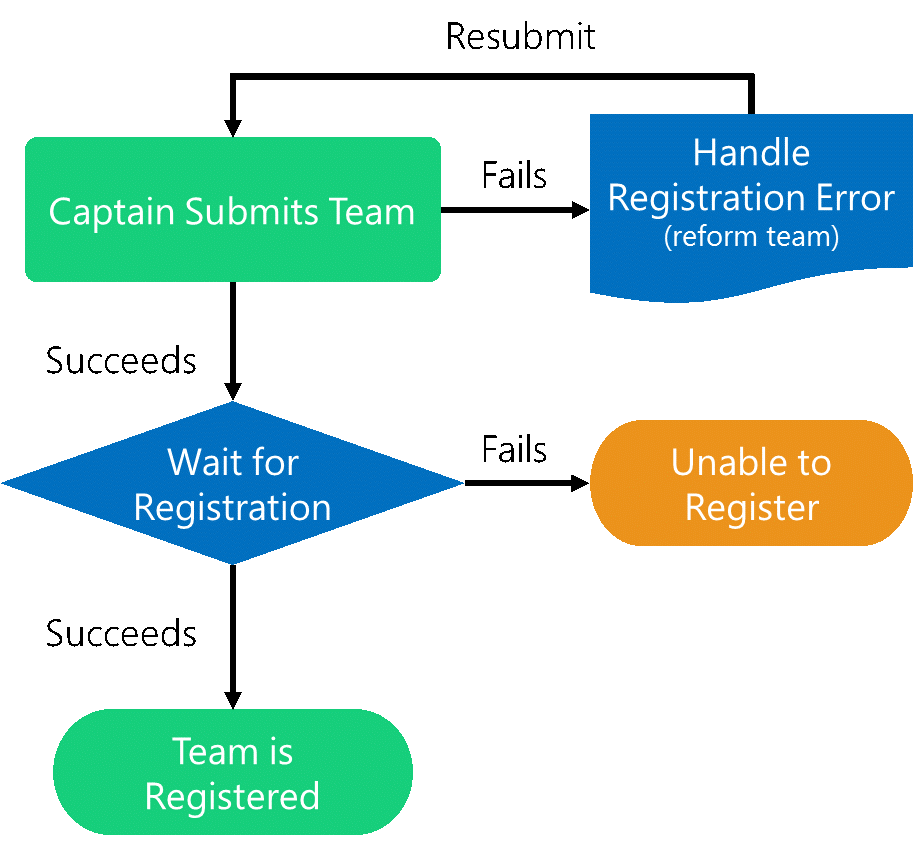 Resubmit
Captain Submits Team
Fails
Handle
Registration Error
(reform team)
Succeeds
Wait for
Registration
Fails
Unable to
Register
Succeeds
Team is
Registered